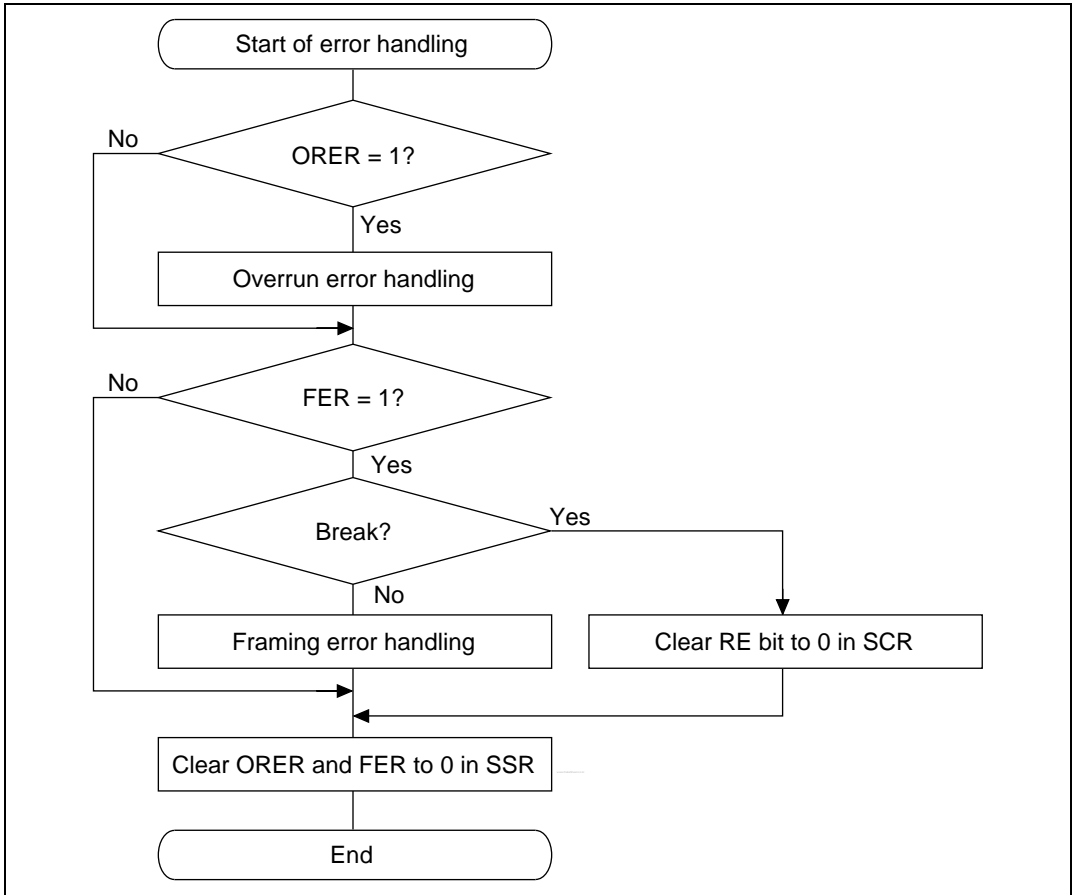 Start of error handling
No
ORER = 1?
Yes
Overrun error handling
No
FER = 1?
Yes
Break?
Yes
No
Framing error handling
Clear RE bit to 0 in SCR
Clear ORER and FER to 0 in SSR
End